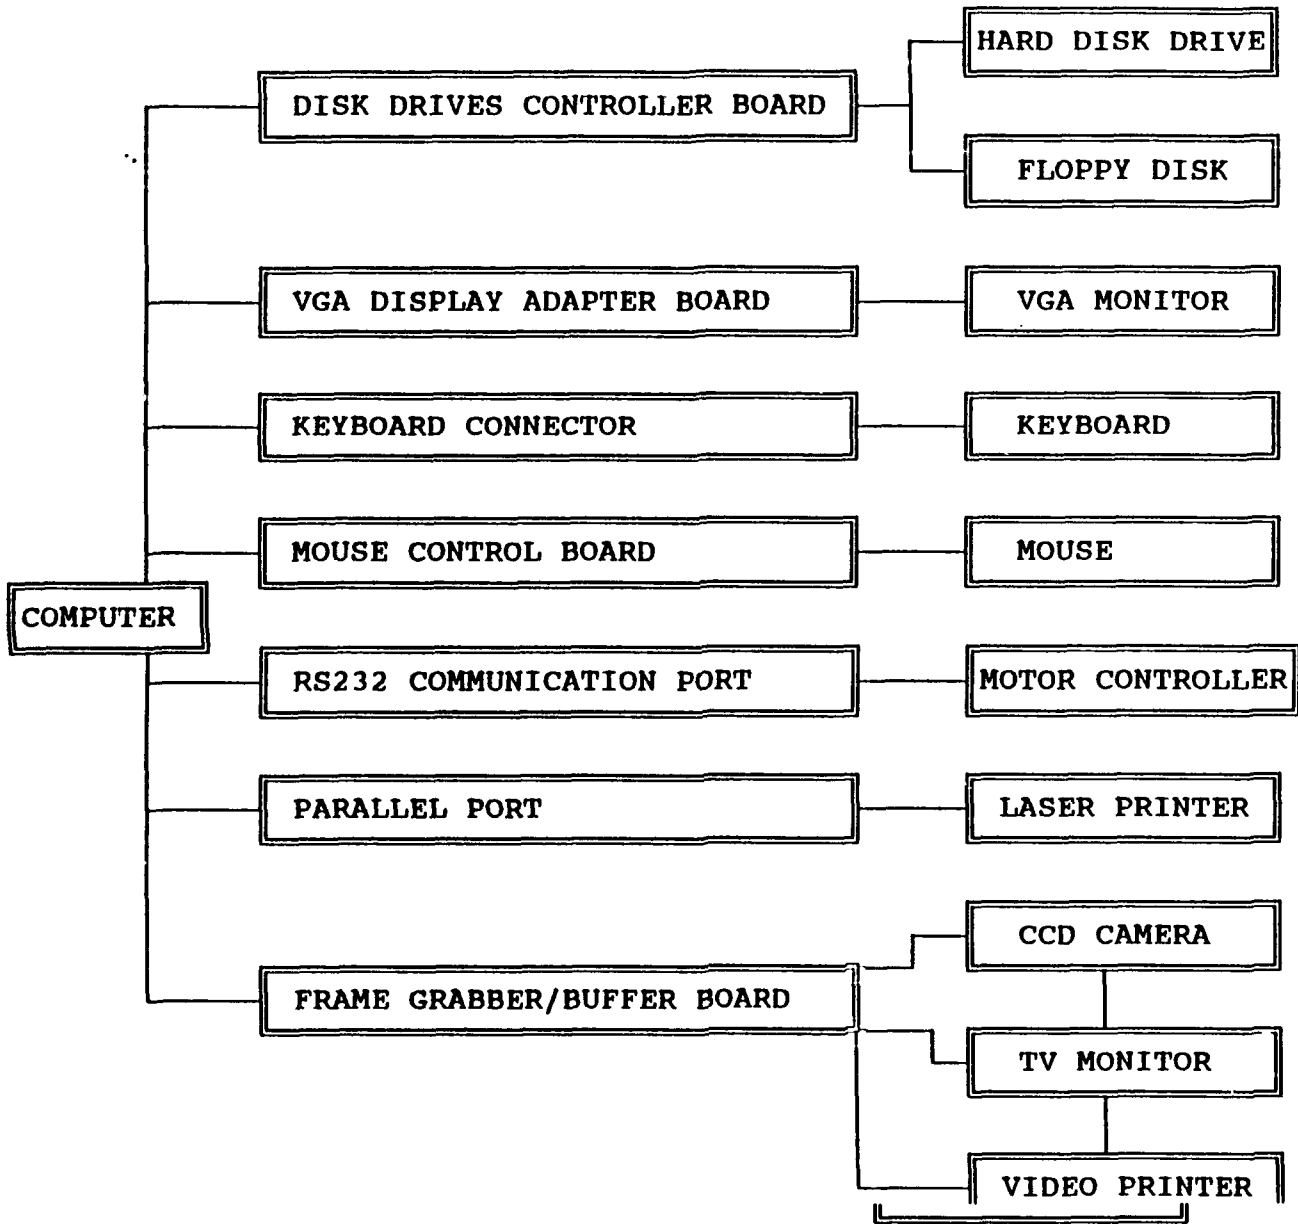 HARD DISK DRIVE
DISK DRIVES CONTROLLER BOARD
FLOPPY DISK
VGA DISPLAY ADAPTER BOARD
VGA MONITOR
KEYBOARD CONNECTOR
KEYBOARD
MOUSE CONTROL BOARD
MOUSE
COMPUTER
RS232 COMMUNICATION PORT
MOTOR CONTROLLER
PARALLEL PORT
LASER PRINTER
CCD CAMERA
FRAME GRABBER/BUFFER BOARD
TV MONITOR
VIDEO PRINTER